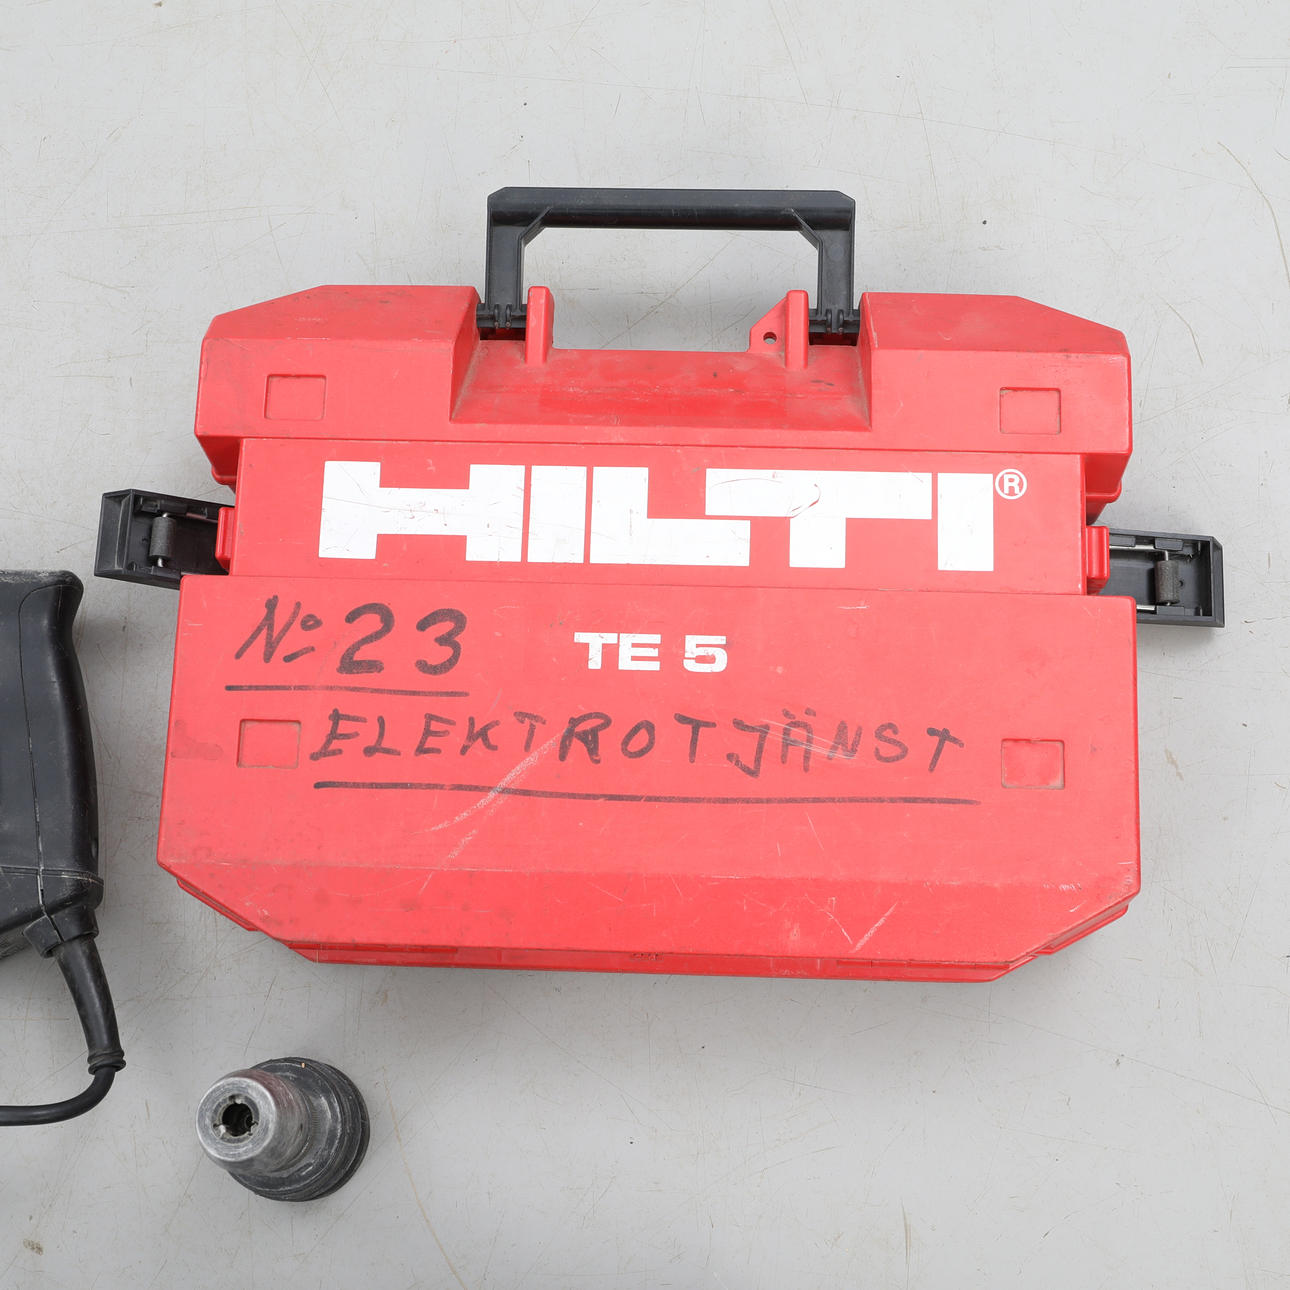 HILTI®
TE 5
No 23
ELEKTROTJÄNST